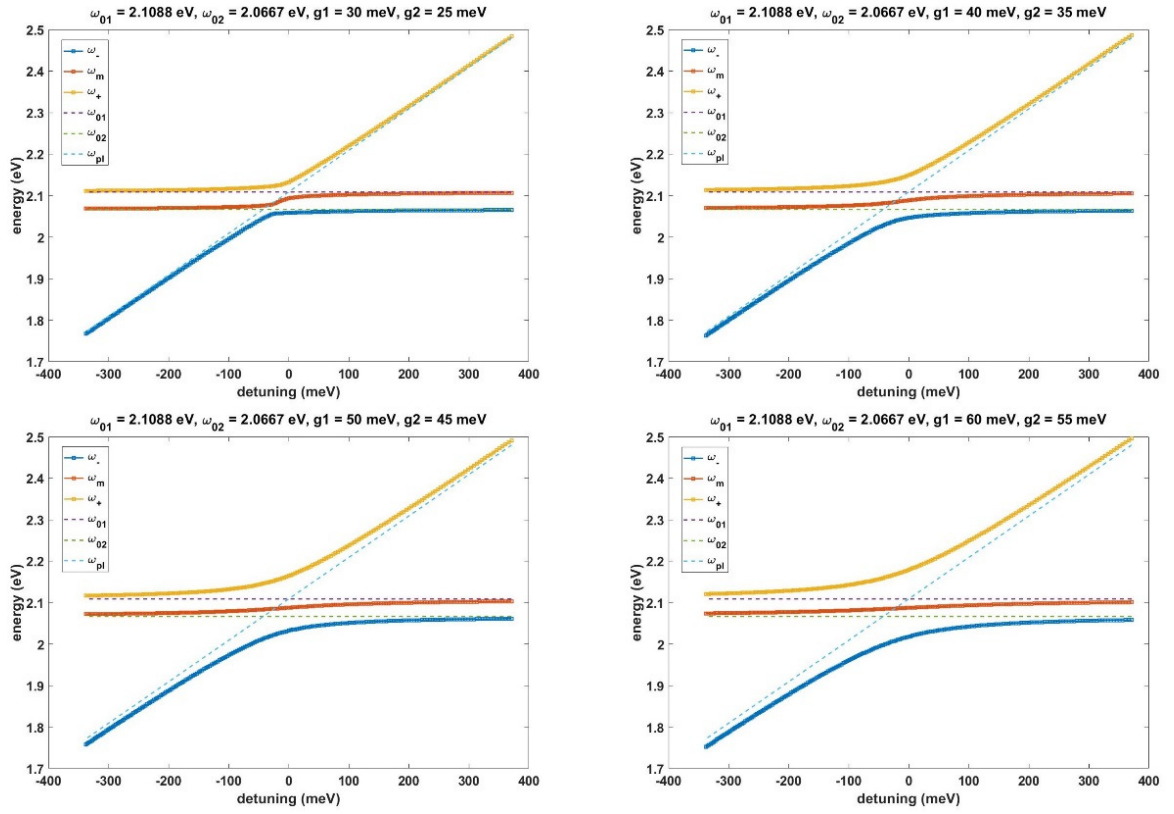 ω01 = 2.1088 eV, ω02 = 2.0667 eV, g1 = 30 meV, g2 = 25 meV
2.5
2.4
2.3
2.2
2.1
2
1.9
1.8
1.7
energy (eV)
ω-
ωm
ω+
ω01
ω02
ωpl
-400 -300 -200 -100 0 100 200 300 400
detuning (meV)
ω01 = 2.1088 eV, ω02 = 2.0667 eV, g1 = 40 meV, g2 = 35 meV
2.5
2.4
2.3
2.2
2.1
2
1.9
1.8
1.7
energy (eV)
ω-
ωm
ω+
ω01
ω02
ωpl
-400 -300 -200 -100 0 100 200 300 400
detuning (meV)
ω01 = 2.1088 eV, ω02 = 2.0667 eV, g1 = 50 meV, g2 = 45 meV
2.5
2.4
2.3
2.2
2.1
2
1.9
1.8
1.7
energy (eV)
ω-
ωm
ω+
ω01
ω02
ωpl
-400 -300 -200 -100 0 100 200 300 400
detuning (meV)
ω01 = 2.1088 eV, ω02 = 2.0667 eV, g1 = 60 meV, g2 = 55 meV
2.5
2.4
2.3
2.2
2.1
2
1.9
1.8
1.7
energy (eV)
ω-
ωm
ω+
ω01
ω02
ωpl
-400 -300 -200 -100 0 100 200 300 400
detuning (meV)